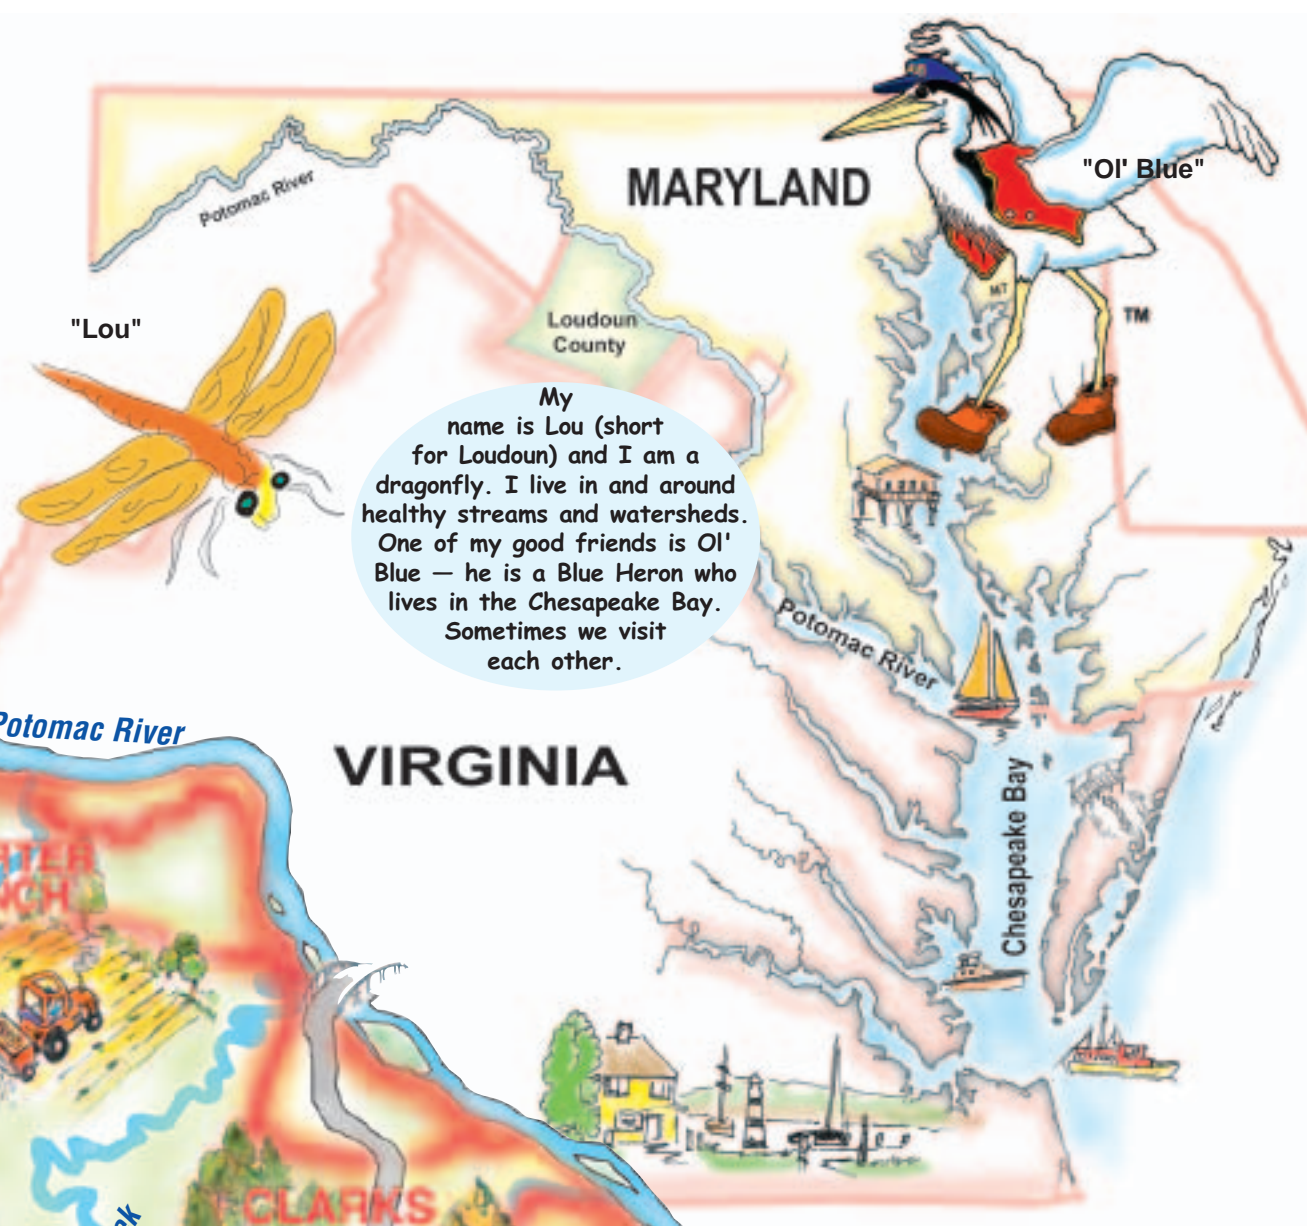 MARYLAND
"Ol' Blue"
Potomac River
"Lou"
TM
MT
Loudoun
County
My
name is Lou (short
for Loudoun) and I am a
dragonfly. I live in and around
healthy streams and watersheds.
One of my good friends is Ol'
Blue — he is a Blue Heron who
lives in the Chesapeake Bay.
Sometimes we visit
each other.
Potomac River
Potomac River
VIRGINIA
Chesapeake Bay
CLARKS